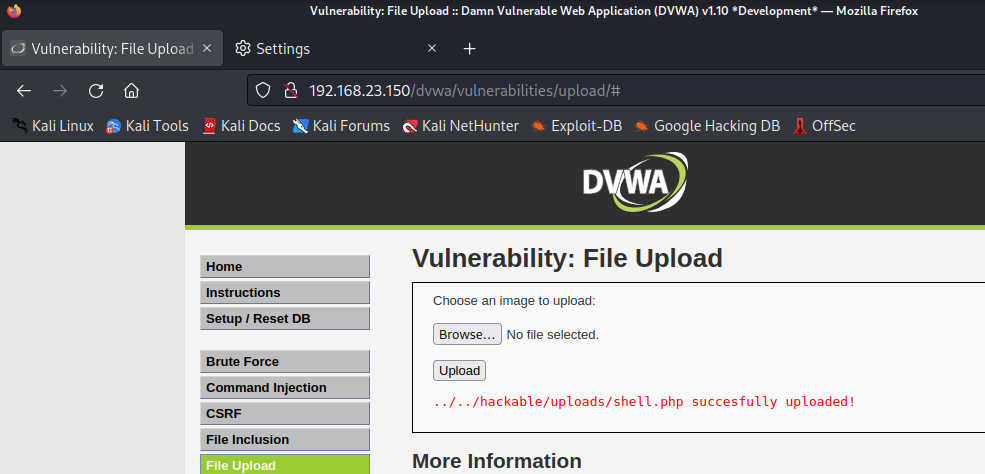 Vulnerability: File Upload :: Damn Vulnerable Web Application (DVWA) v1.10 *Development* — Mozilla Firefox
Vulnerability: File Upload Settings
192.168.23.150/dvwa/vulnerabilities/upload/#
Kali Linux Kali Tools Kali Docs Kali Forums Kali NetHunter Exploit-DB Google Hacking DB OffSec
DVWA
Home
Instructions
Setup / Reset DB
Brute Force
Command Injection
CSRF
File Inclusion
File Upload
Vulnerability: File Upload
Choose an image to upload:
Browse... No file selected.
Upload
../../hackable/uploads/shell.php succesfully uploaded!
More Information